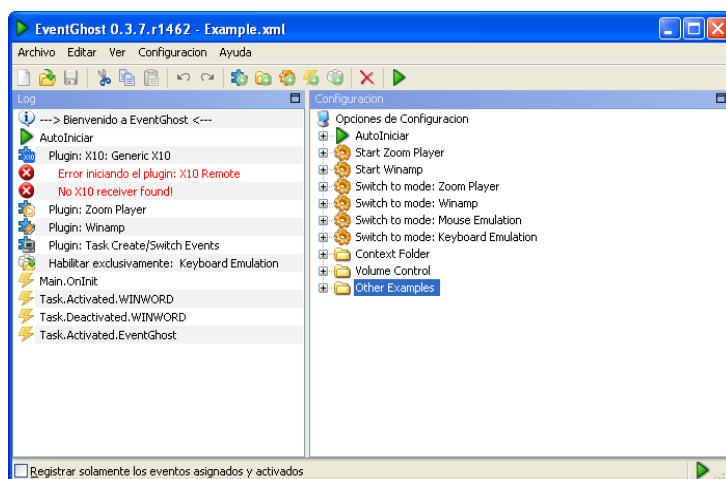 EventGhost 0.3.7.r1462 - Example.xml
Archivo Editar Ver Configuracion Ayuda
Log
---> Bienvenido a EventGhost <---
AutoIniciar
Plugin: X10: Generic X10
Error iniciando el plugin: X10 Remote
No X10 receiver found!
Plugin: Zoom Player
Plugin: Winamp
Plugin: Task Create/Switch Events
Habilitar exclusivamente: Keyboard Emulation
Main.OnInit
Task.Activated.WINWORD
Task.Deactivated.WINWORD
Task.Activated.EventGhost
Configuracion
Opciones de Configuracion
AutoIniciar
Start Zoom Player
Start Winamp
Switch to mode: Zoom Player
Switch to mode: Winamp
Switch to mode: Mouse Emulation
Switch to mode: Keyboard Emulation
Context Folder
Volume Control
Other Examples
Registrar solamente los eventos asignados y activados